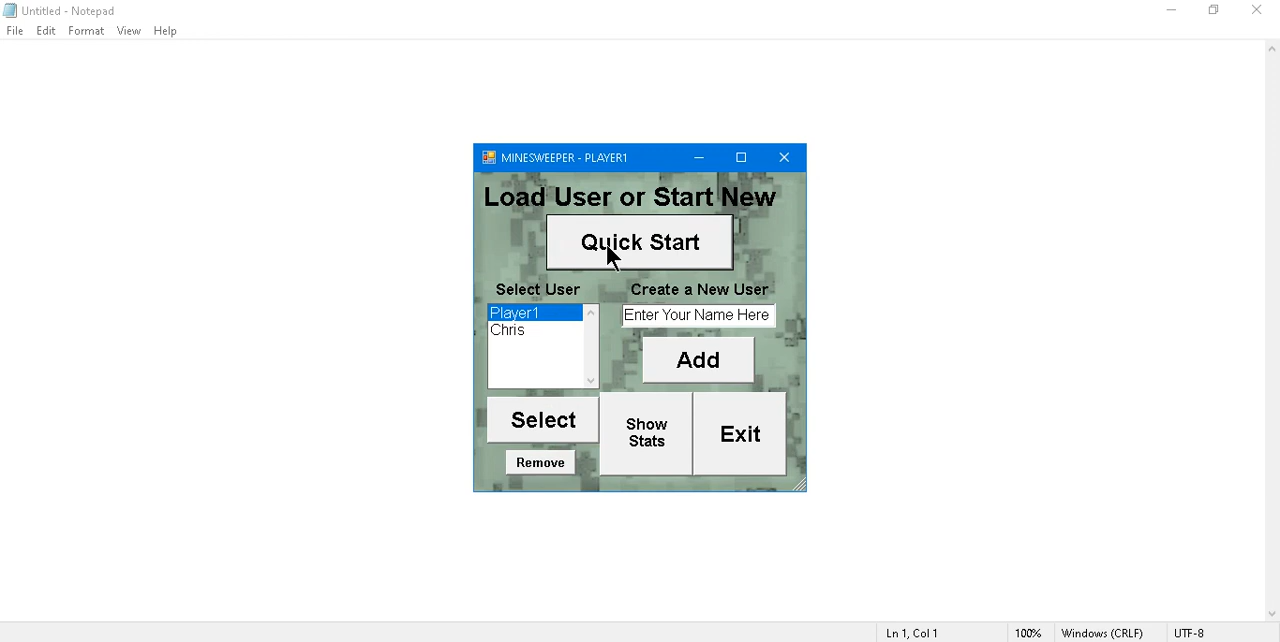 Untitled - Notepad
File Edit Format View Help
MINESWEEPER - PLAYER1
Load User or Start New
Quick Start
Select User
Create a New User
Player1
Chris
Enter Your Name Here
Add
Select
Remove
Show
Stats
Exit
Ln 1, Col 1
100%
Windows (CRLF)
UTF-8